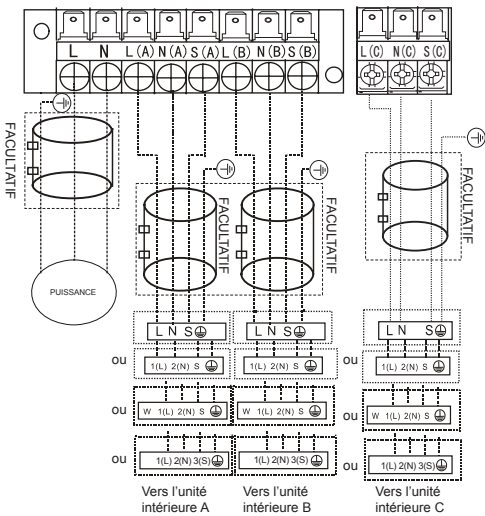 L N L (A) N (A) S (A) L (B) N (B) S (B)
L (C) N (C) S (C)
FACULTATIF
FACULTATIF
FACULTATIF
FACULTATIF
PUISSANCE
L N S
L N S
L N S
ou 1(L) 2(N) S
ou 1(L) 2(N) S
ou 1(L) 2(N) S
ou W 1(L) 2(N) S
W 1(L) 2(N) S
ou W 1(L) 2(N) S
ou 1(L) 2(N) 3(S)
1(L) 2(N) 3(S)
ou 1(L) 2(N) 3(S)
Vers l'unité
intérieure A
Vers l'unité
intérieure B
Vers l'unité
intérieure C